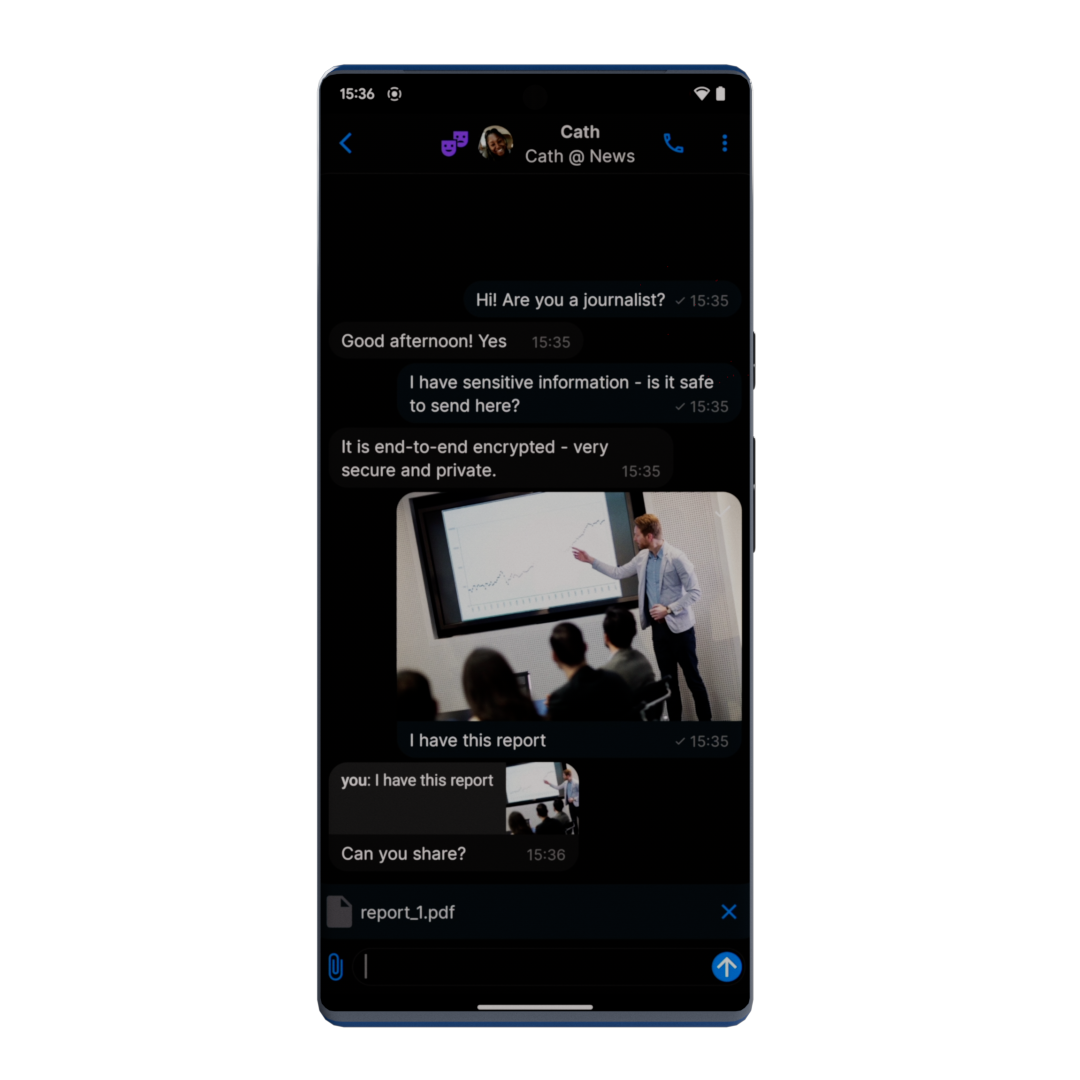 15:36
Cath
Cath @ News
Hi! Are you a journalist? ✓ 15:35
Good afternoon! Yes 15:35
I have sensitive information - is it safe
to send here? ✓ 15:35
It is end-to-end encrypted - very
secure and private. 15:35
I have this report ✓ 15:35
you: I have this report
Can you share? 15:36
report_1.pdf